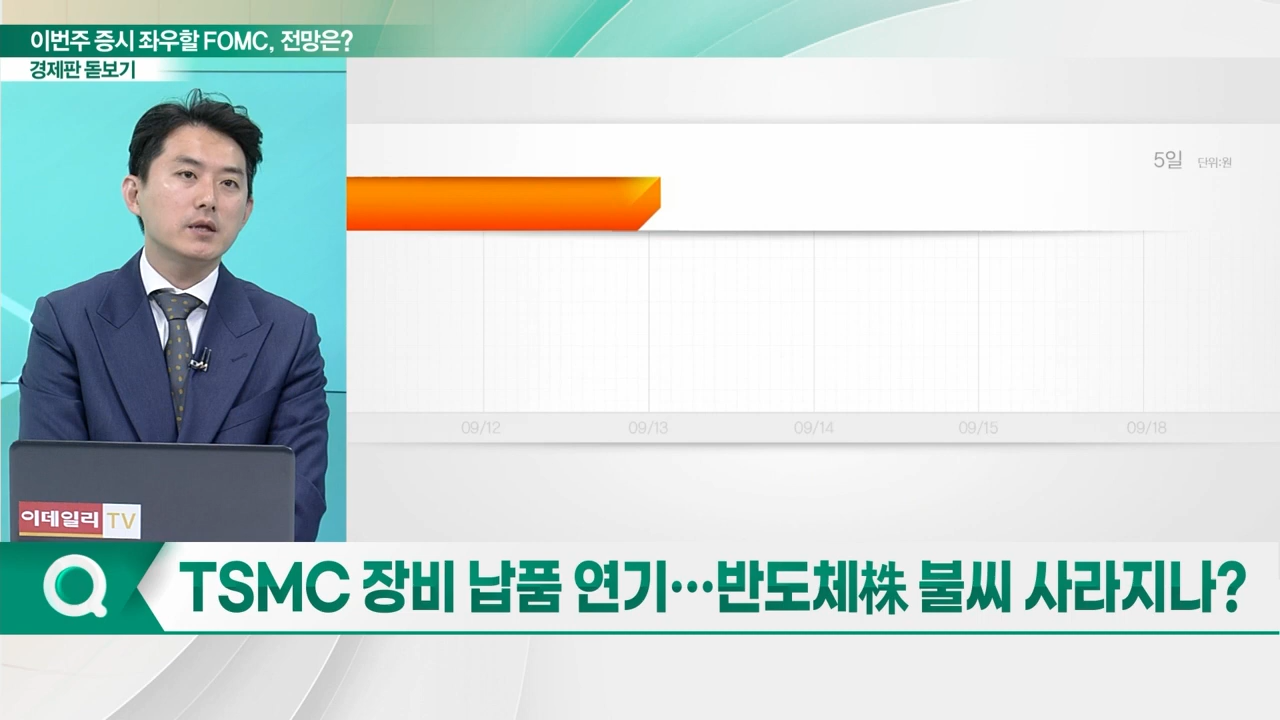 이번주 증시 좌우할 FOMC, 전망은?
경제판 돋보기
5일 단위:원
09/12 09/13 09/14 09/15 09/18
이데일리 TV
TSMC 장비 납품 연기…반도체株 불씨 사라지나?